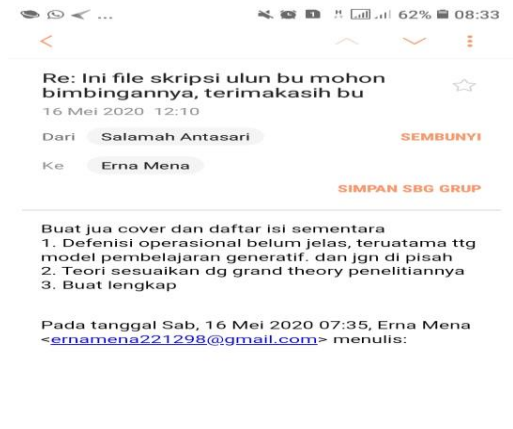 ... 62% 08:33
Re: Ini file skripsi ulun bu mohon
bimbingannya, terimakasih bu
16 Mei 2020 12:10
Dari Salamah Antasari SEMBUNYI
Ke Erna Mena
SIMPAN SBG GRUP
Buat jua cover dan daftar isi sementara
1. Defenisi operasional belum jelas, teruatama ttg
model pembelajaran generatif. dan jgn di pisah
2. Teori sesuaikan dg grand theory penelitiannya
3. Buat lengkap
Pada tanggal Sab, 16 Mei 2020 07:35, Erna Mena
<ernamena221298@gmail.com> menulis: